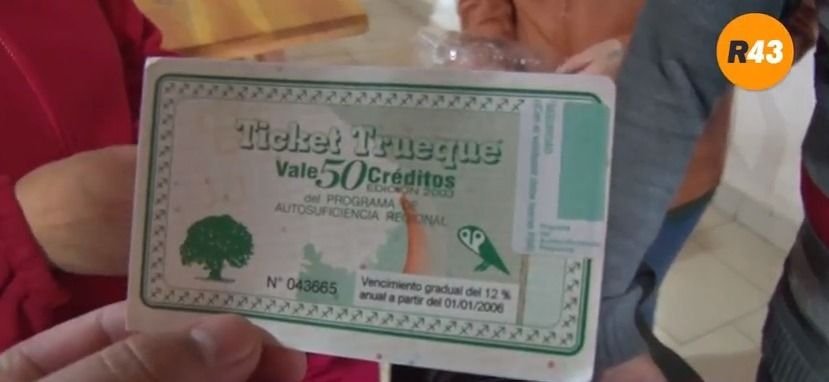 R43
Ticket Trueque
Vale 50 Créditos
EDICIÓN 2003
del PROGRAMA DE
AUTOSUFICIENCIA REGIONAL
N° 043665
Vencimiento gradual del 12 %
anual a partir del 01/01/2006